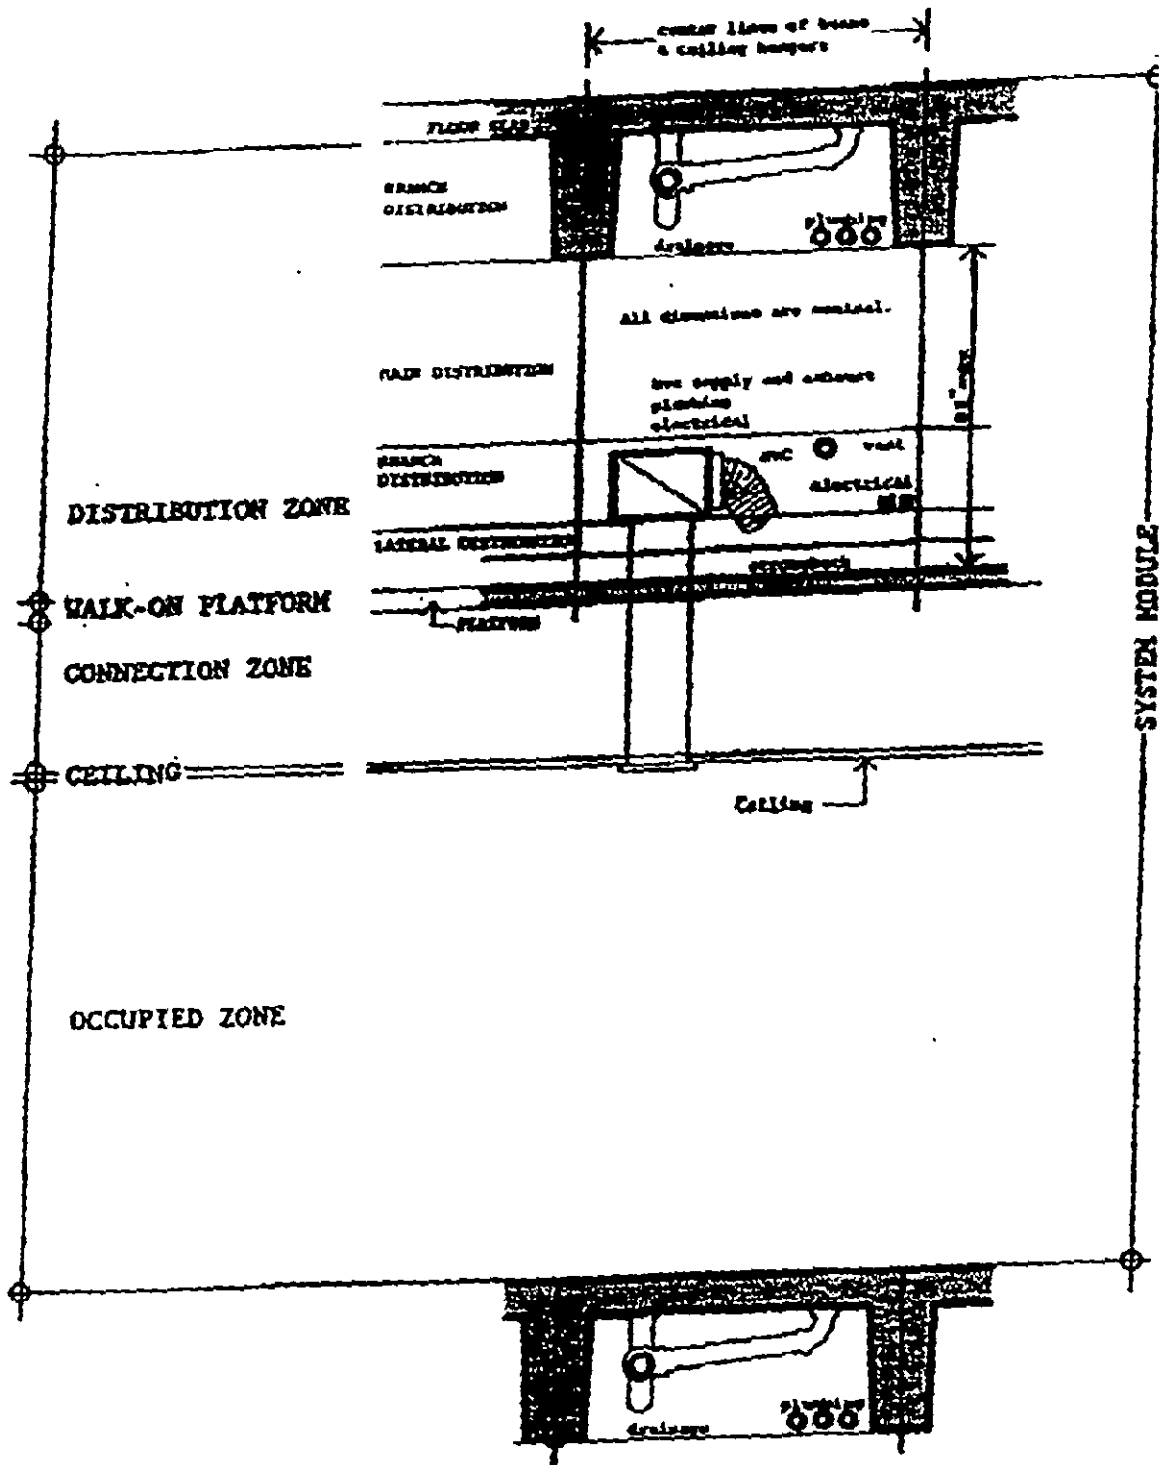 center lines of beams
& ceiling hangers
FLOOR SLAB
BRANCH
DISTRIBUTION
drainage
plumbing
All dimensions are nominal.
MAIN DISTRIBUTION
hvc supply and exhaust
plumbing
electrical
BRANCH
DISTRIBUTION
HVC
vent
electrical
DISTRIBUTION ZONE
LATERAL DISTRIBUTION
WALK-ON PLATFORM
PLATFORM
CONNECTION ZONE
SYSTEM MODULE
CEILING
Ceiling
OCCUPIED ZONE
drainage
plumbing